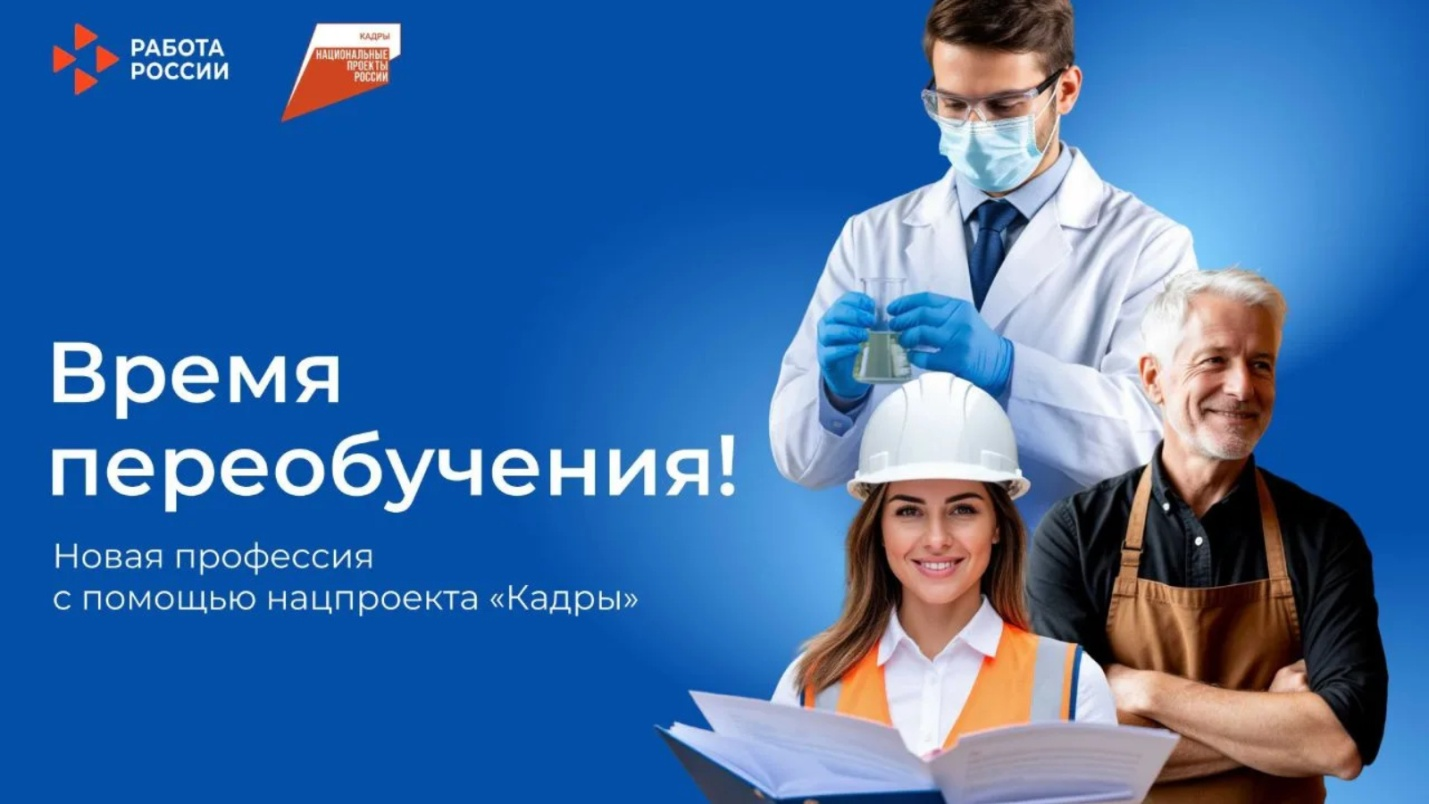 РАБОТА
РОССИИ
КАДРЫ
НАЦИОНАЛЬНЫЕ
ПРОЕКТЫ
РОССИИ
Время
переобучения!
Новая профессия
с помощью нацпроекта «Кадры»